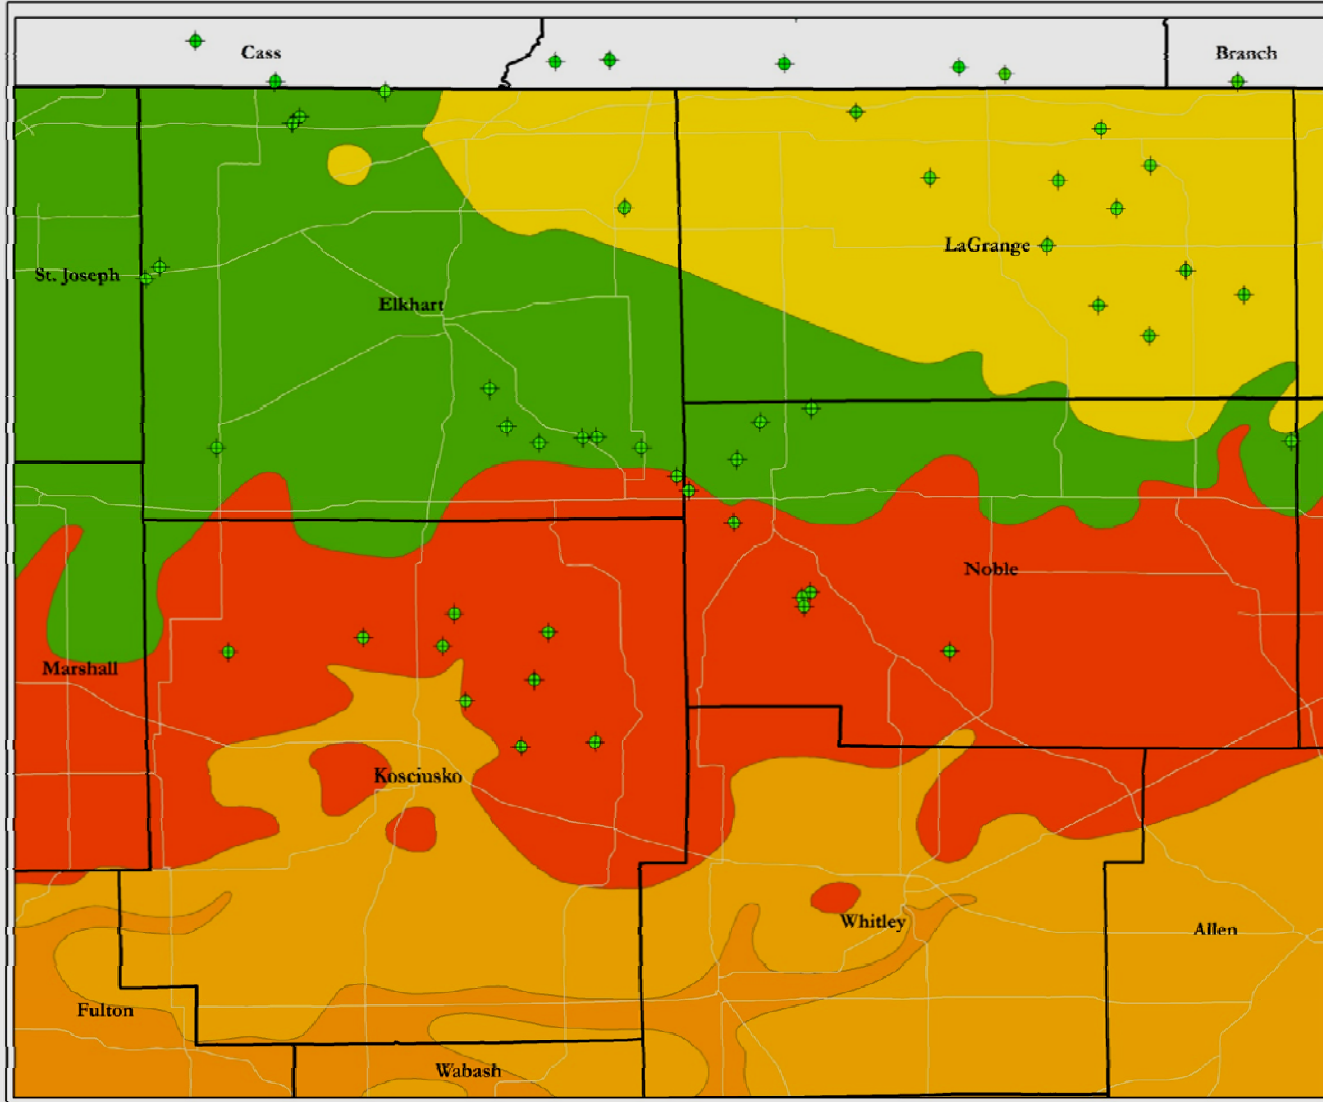 Cass
Branch
LaGrange
St. Joseph
Elkhart
Noble
Marshall
Kosciusko
Whitley
Allen
Fulton
Wabash